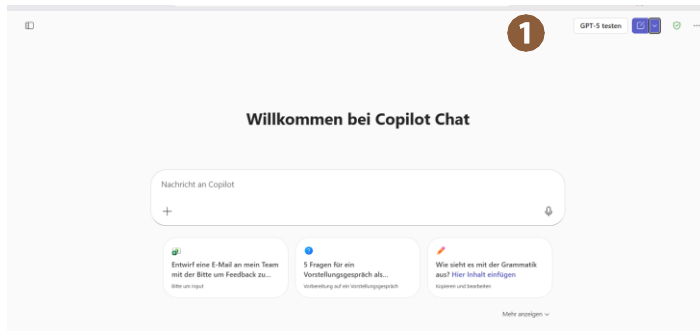 1
GPT-5 testen
Willkommen bei Copilot Chat
Nachricht an Copilot
Entwirf eine E-Mail an mein Team
mit der Bitte um Feedback zu...
Bitte um Input
5 Fragen für ein
Vorstellungsgespräch als...
Vorbereitung auf ein Vorstellungsgespräch
Wie sieht es mit der Grammatik
aus? Hier Inhalt einfügen
Kopieren und bearbeiten
Mehr anzeigen